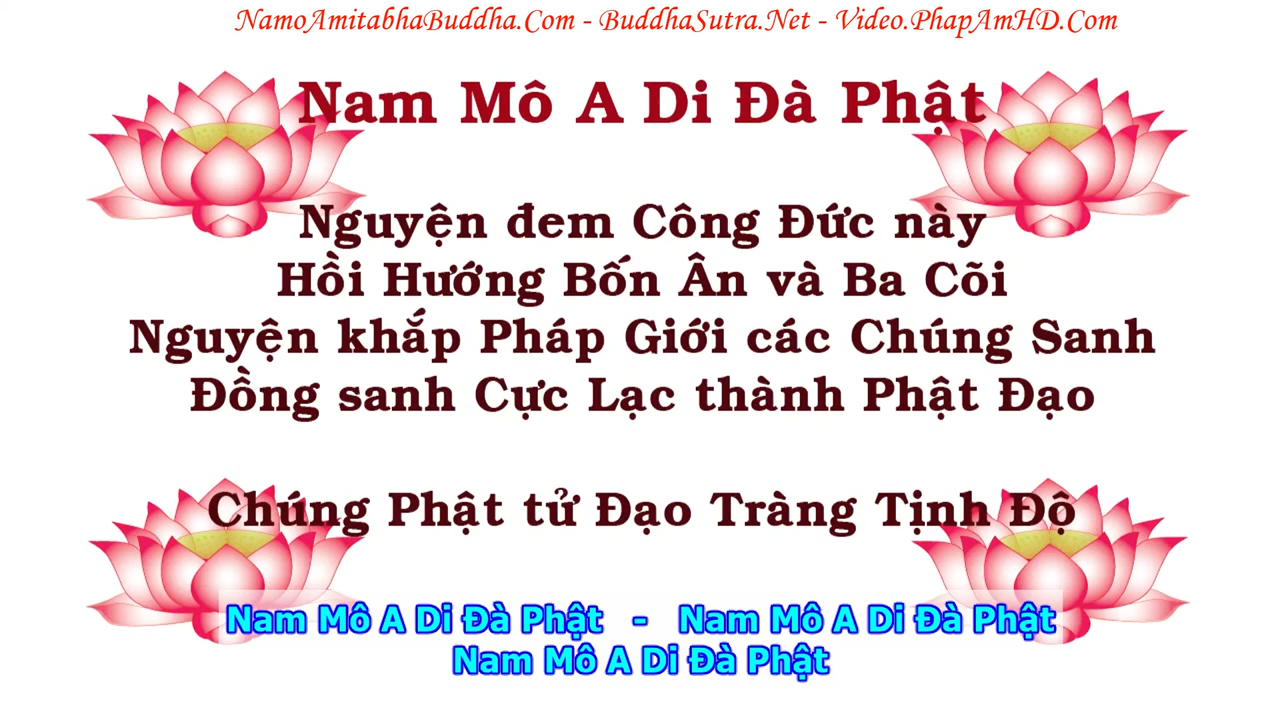 NamoAmitabhaBuddha.Com - BuddhaSutra.Net - Video.PhapAmHD.Com
Nam Mô A Di Đà Phật
Nguyện đem Công Đức này
Hồi Hướng Bốn Ân và Ba Cõi
Nguyện khắp Pháp Giới các Chúng Sanh
Đồng sanh Cực Lạc thành Phật Đạo
Chúng Phật tử Đạo Tràng Tịnh Độ
Nam Mô A Di Đà Phật - Nam Mô A Di Đà Phật
Nam Mô A Di Đà Phật